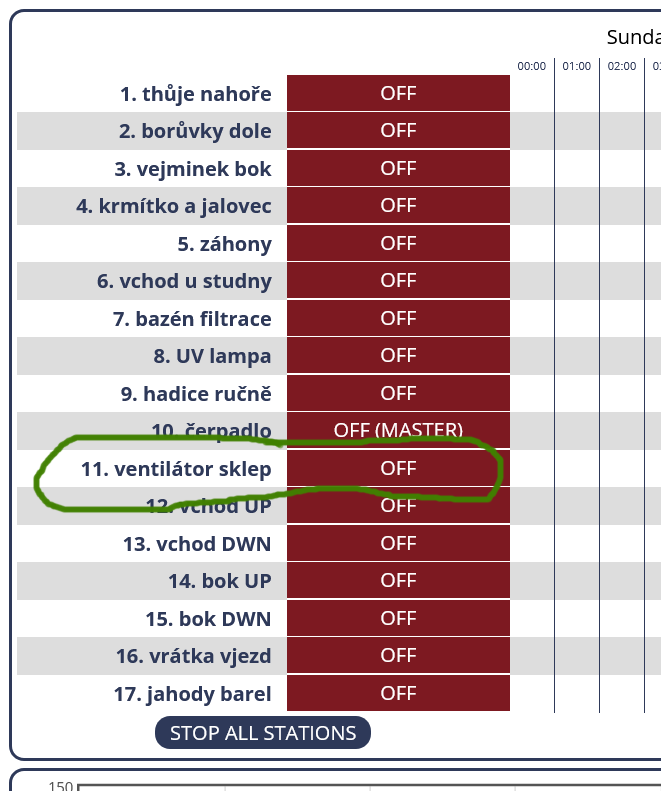 Sunda
00:00 01:00 02:00
1. thůje nahoře OFF
2. borůvky dole OFF
3. vejminek bok OFF
4. krmítko a jalovec OFF
5. záhony OFF
6. vchod u studny OFF
7. bazén filtrace OFF
8. UV lampa OFF
9. hadice ručně OFF
10. čerpadlo OFF (MASTER)
11. ventilátor sklep OFF
12. vchod UP OFF
13. vchod DWN OFF
14. bok UP OFF
15. bok DWN OFF
16. vrátka vjezd OFF
17. jahody barel OFF
STOP ALL STATIONS
150